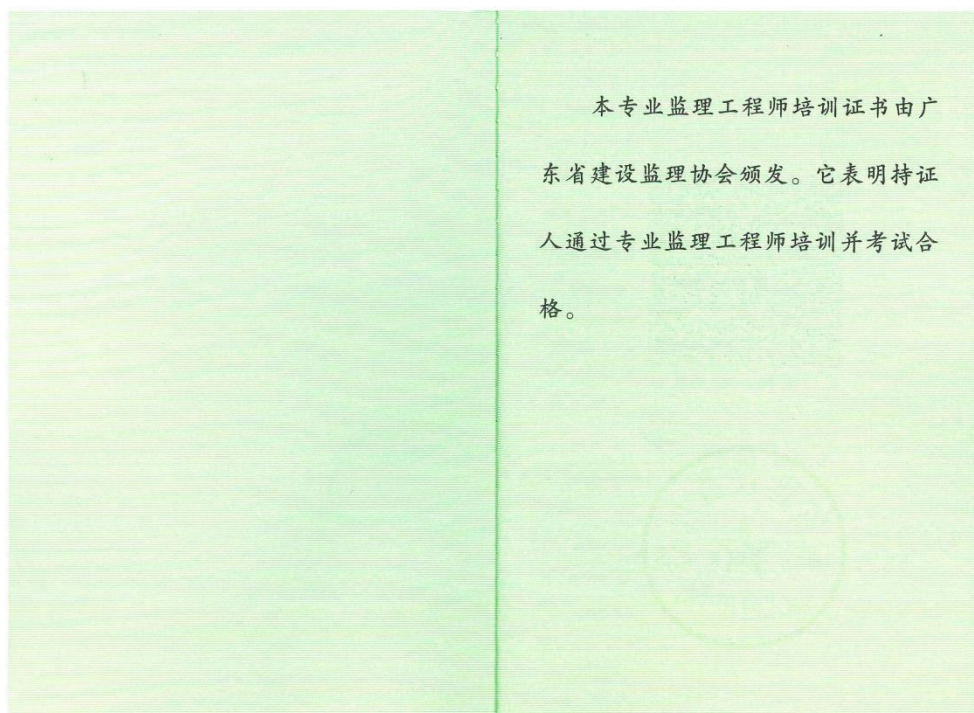 本专业监理工程师培训证书由广
东省建设监理协会颁发。它表明持证
人通过专业监理工程师培训并考试合
格。